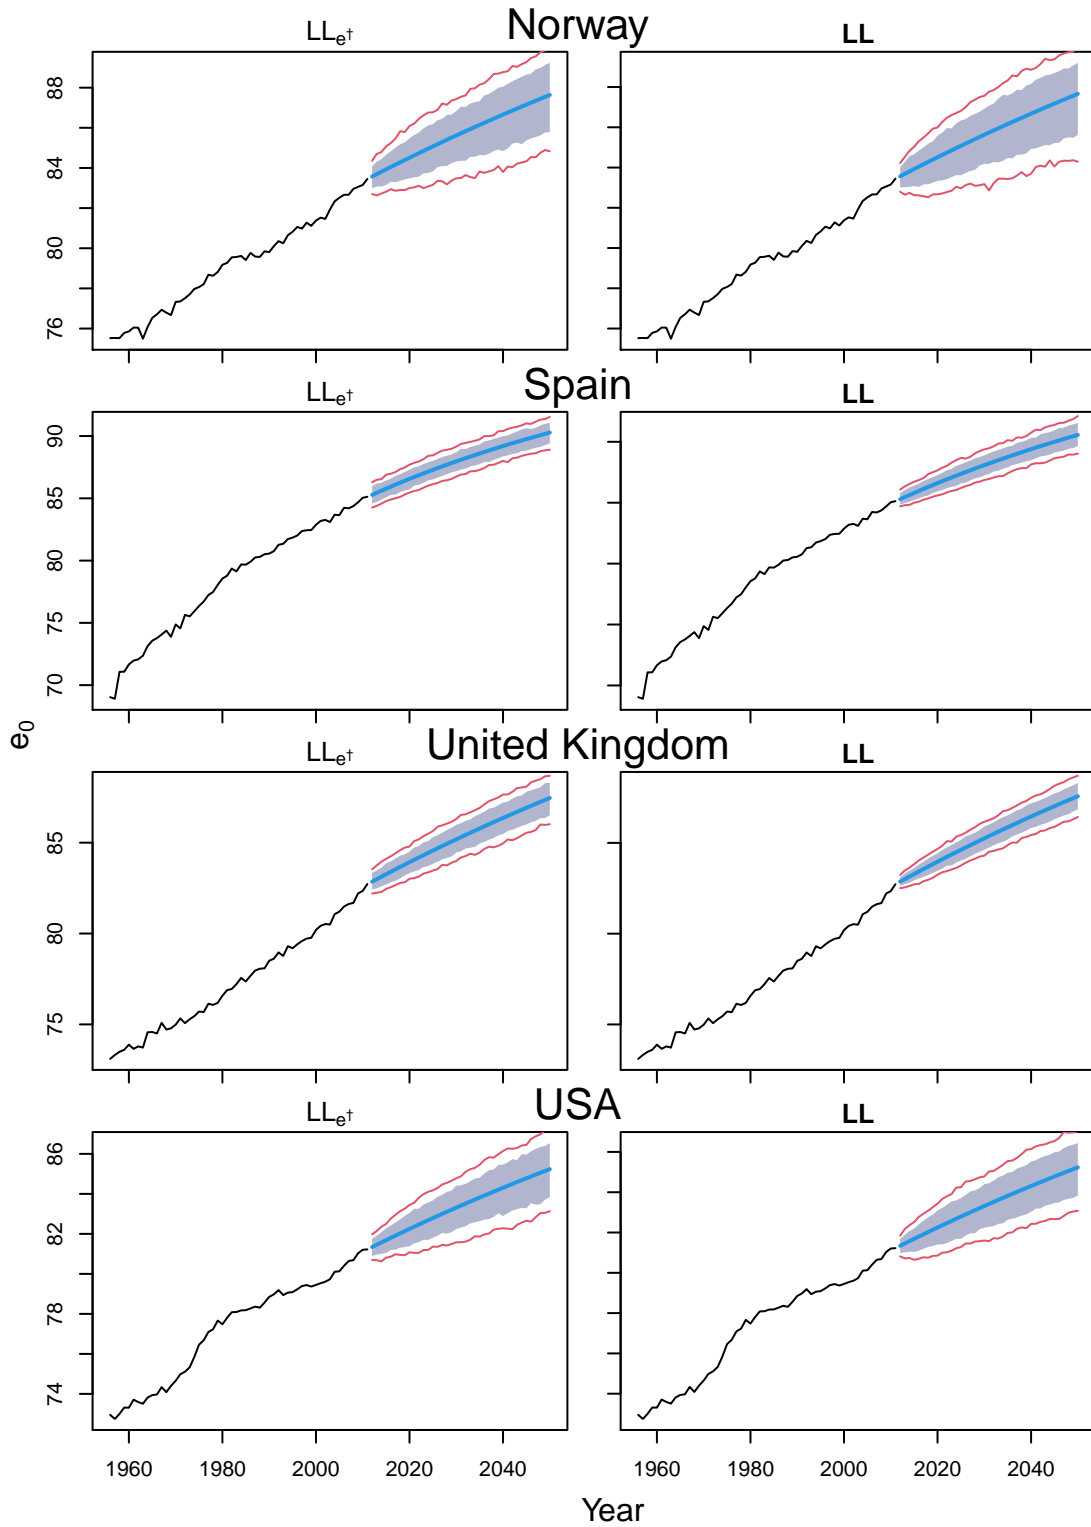 Norway
LLe† LL
88
84
80
76
Spain
LLe† LL
90
85
80
75
70
e0
United Kingdom
LLe† LL
85
80
75
USA
LLe† LL
86
82
78
74
1960 1980 2000 2020 2040 1960 1980 2000 2020 2040
Year